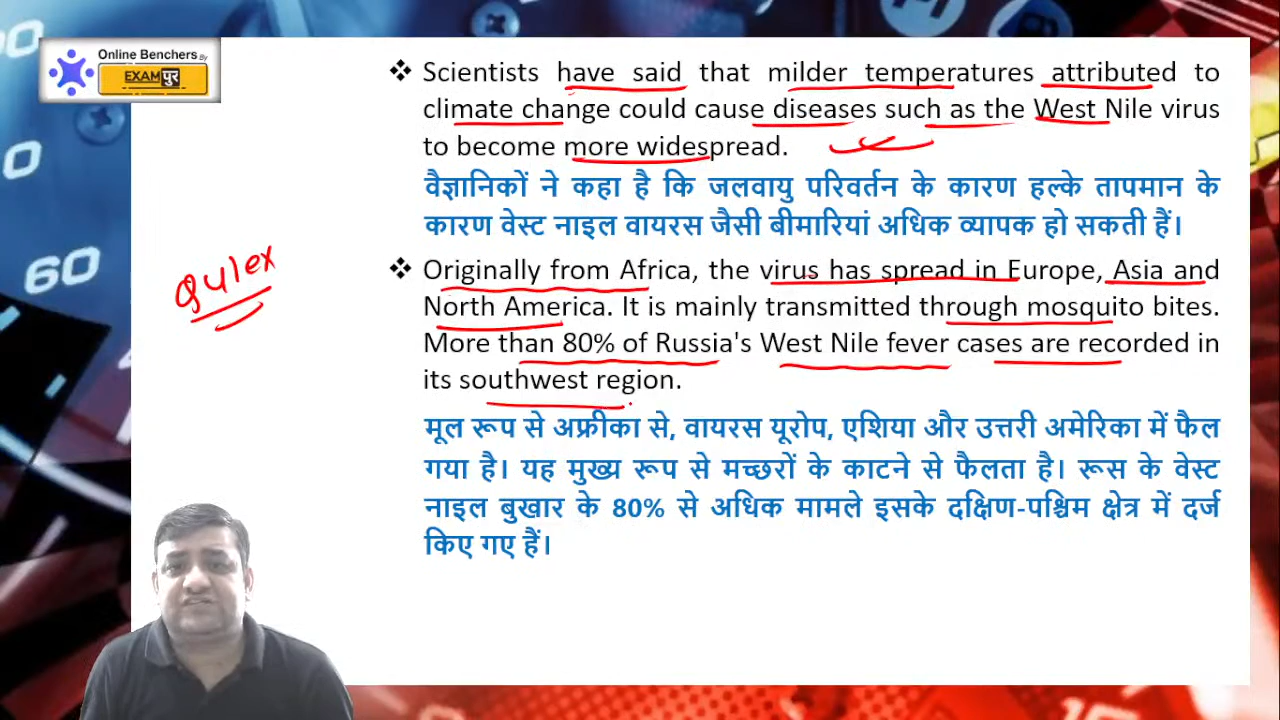 Online Benchers By
EXAMपुर
❖ Scientists have said that milder temperatures attributed to
climate change could cause diseases such as the West Nile virus
to become more widespread.
वैज्ञानिकों ने कहा है कि जलवायु परिवर्तन के कारण हल्के तापमान के
कारण वेस्ट नाइल वायरस जैसी बीमारियां अधिक व्यापक हो सकती हैं।
❖ Originally from Africa, the virus has spread in Europe, Asia and
North America. It is mainly transmitted through mosquito bites.
More than 80% of Russia's West Nile fever cases are recorded in
its southwest region.
मूल रूप से अफ्रीका से, वायरस यूरोप, एशिया और उत्तरी अमेरिका में फैल
गया है। यह मुख्य रूप से मच्छरों के काटने से फैलता है। रूस के वेस्ट
नाइल बुखार के 80% से अधिक मामले इसके दक्षिण-पश्चिम क्षेत्र में दर्ज
किए गए हैं।
Qulex
60